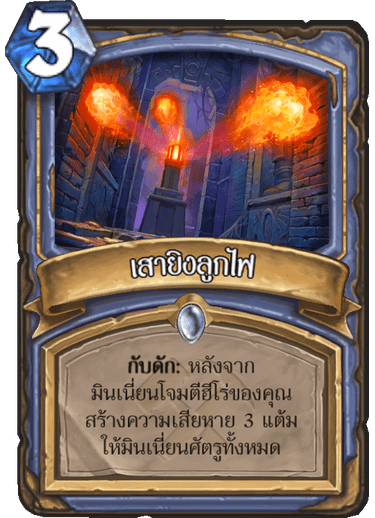 3
เสายิงลูกไฟ
กับดัก: หลังจาก
มินเนี่ยนโจมตีฮีโร่ของคุณ
สร้างความเสียหาย 3 แต้ม
ให้มินเนี่ยนศัตรูทั้งหมด